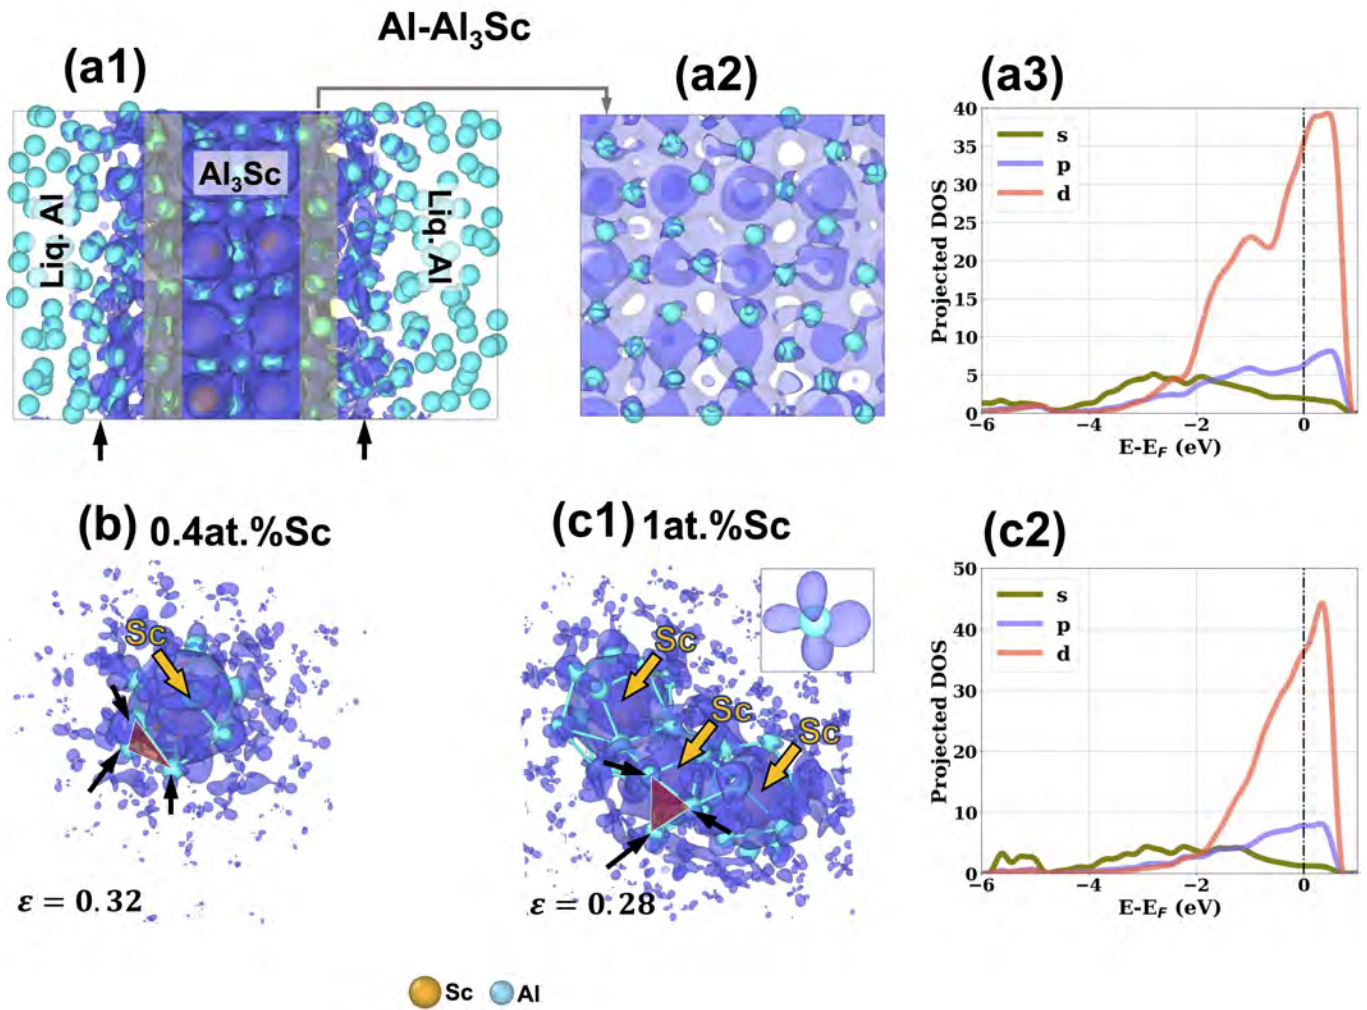 Al-Al₃Sc
(a1)
Al₃Sc
Liq. Al
Liq. Al
(a2)
(a3)
40
35
30
25
20
15
10
5
0
Projected DOS
s
p
d
−6
−4
−2
0
E-E_F (eV)
(b) 0.4at.%Sc
Sc
ε = 0.32
(c1) 1at.%Sc
Sc
Sc
Sc
ε = 0.28
(c2)
50
40
30
20
10
0
Projected DOS
s
p
d
−6
−4
−2
0
E-E_F (eV)
Sc
Al